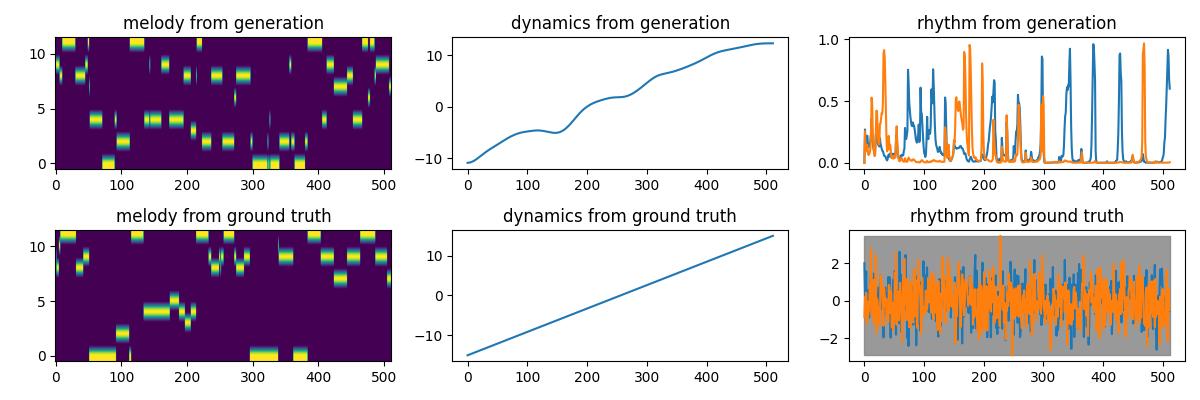 melody from generation
dynamics from generation
rhythm from generation
10
5
0
0 100 200 300 400 500
10
0
−10
0 100 200 300 400 500
1.0
0.5
0.0
0 100 200 300 400 500
melody from ground truth
dynamics from ground truth
rhythm from ground truth
10
5
0
0 100 200 300 400 500
10
0
−10
0 100 200 300 400 500
2
0
−2
0 100 200 300 400 500